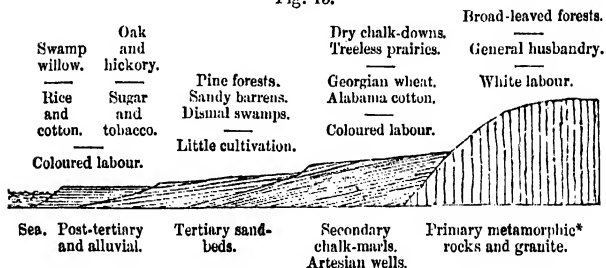 Fig. 15.
Swamp willow.
Rice and cotton.
Oak and hickory.
Sugar and tobacco.
Coloured labour.
Pine forests.
Sandy barrens.
Dismal swamps.
Little cultivation.
Dry chalk-downs.
Treeless prairies.
Georgian wheat.
Alabama cotton.
Coloured labour.
Broad-leaved forests.
General husbandry.
White labour.
Sea.
Post-tertiary
and alluvial.
Tertiary sand-
beds.
Secondary
chalk-marls.
Artesian wells.
Primary metamorphic*
rocks and granite.